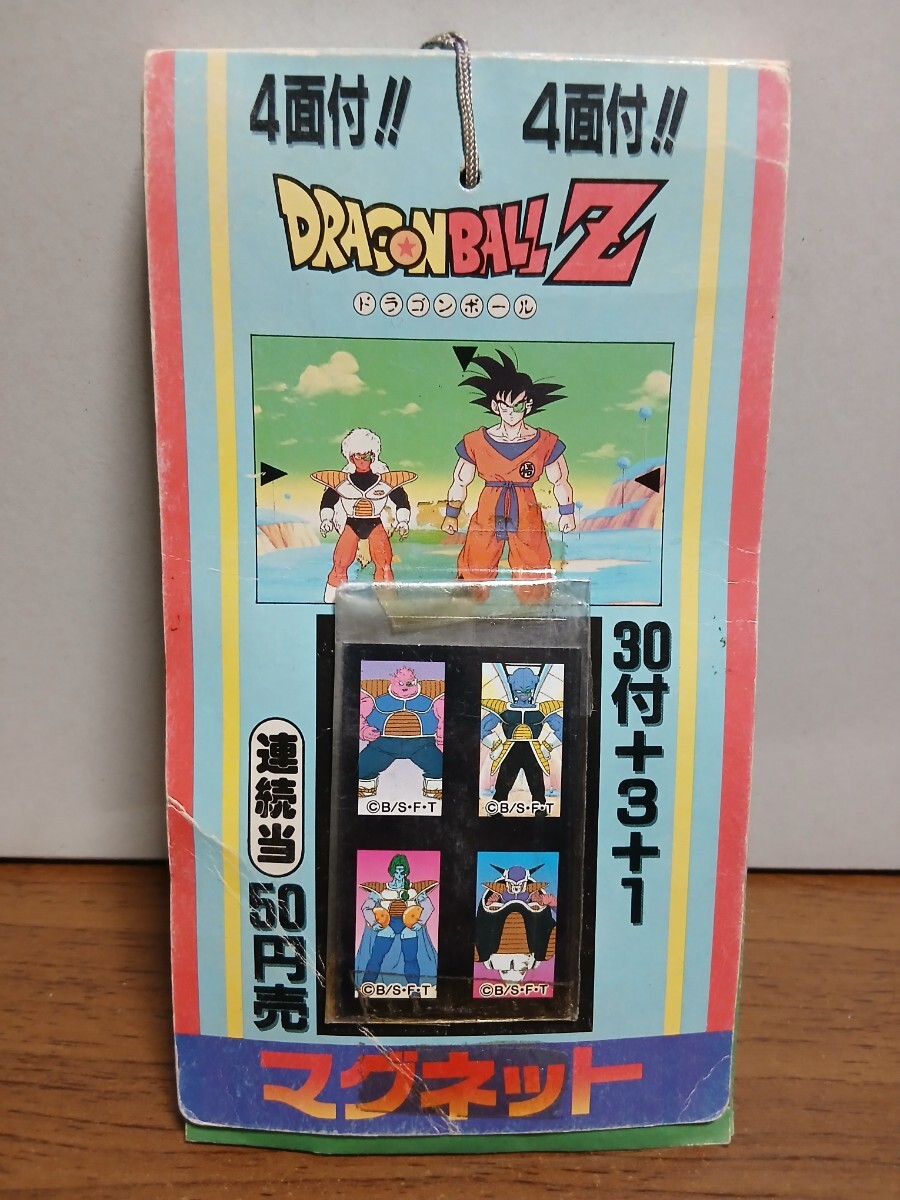 4面付!!
4面付!!
DRAGONBALL Z
ドラゴンボール
悟
30付+3+1
連続当
50円売
©B/S・F・T
©B/S・F・T
©B/S・F・T
©B/S・F・T
マグネット